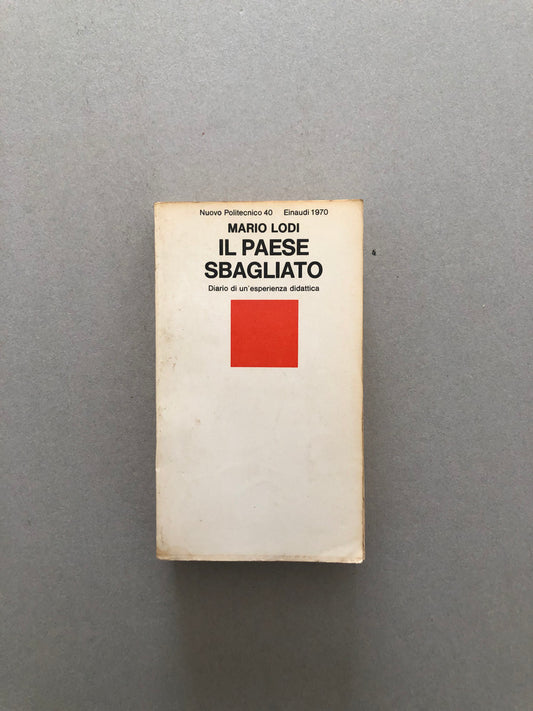 Nuovo Politecnico 40 Einaudi 1970
MARIO LODI
IL PAESE
SBAGLIATO
Diario di un'esperienza didattica